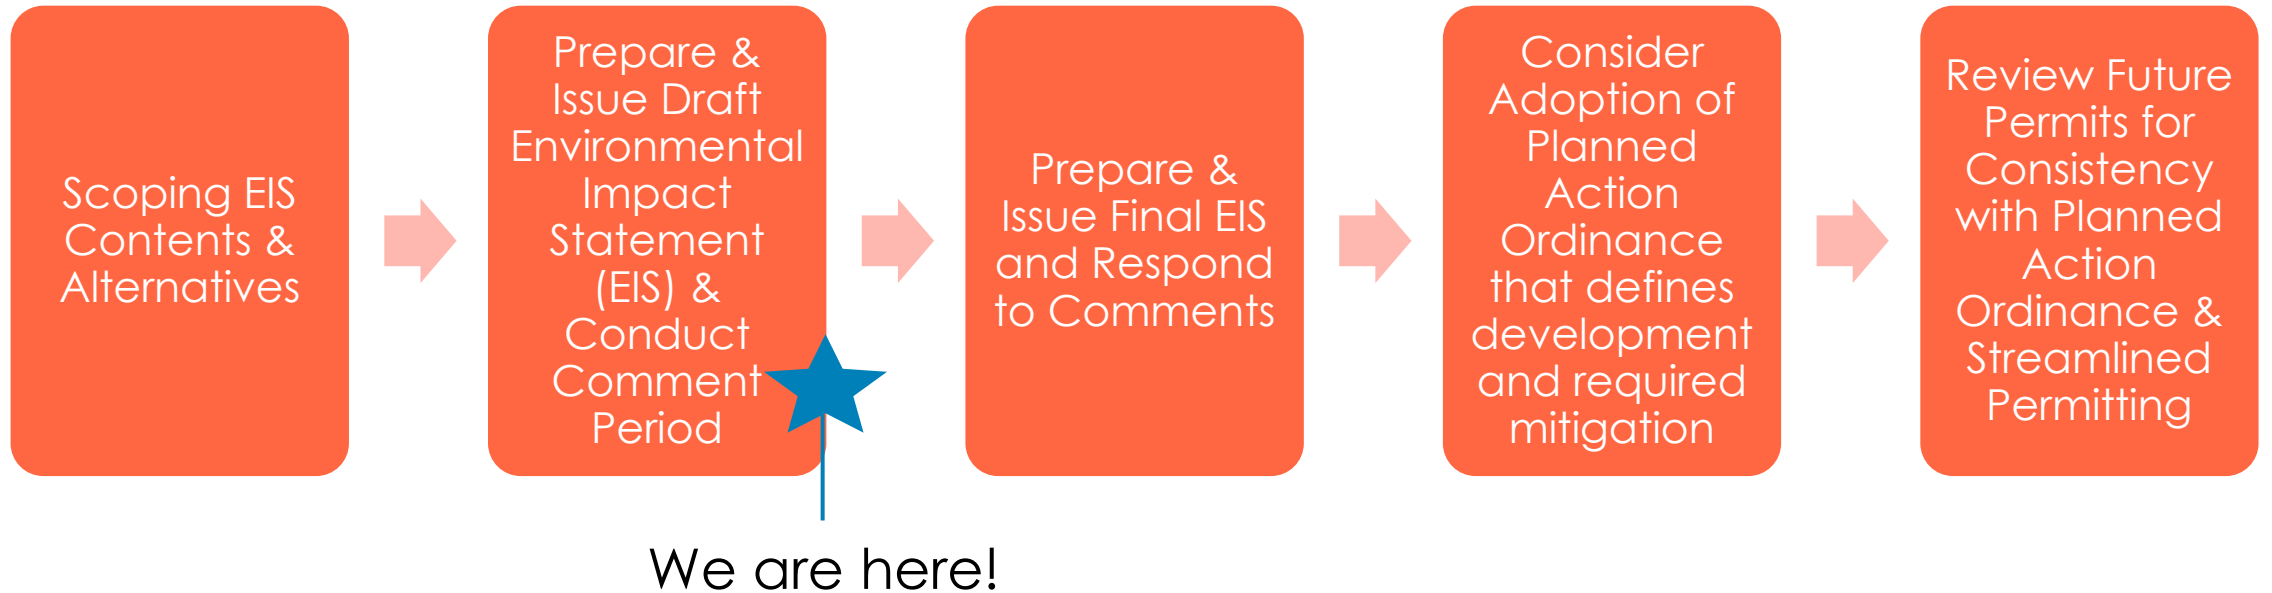 Scoping EIS
Contents &
Alternatives
Prepare &
Issue Draft
Environmental
Impact
Statement
(EIS) &
Conduct
Comment
Period
Prepare &
Issue Final EIS
and Respond
to Comments
Consider
Adoption of
Planned
Action
Ordinance
that defines
development
and required
mitigation
Review Future
Permits for
Consistency
with Planned
Action
Ordinance &
Streamlined
Permitting
We are here!